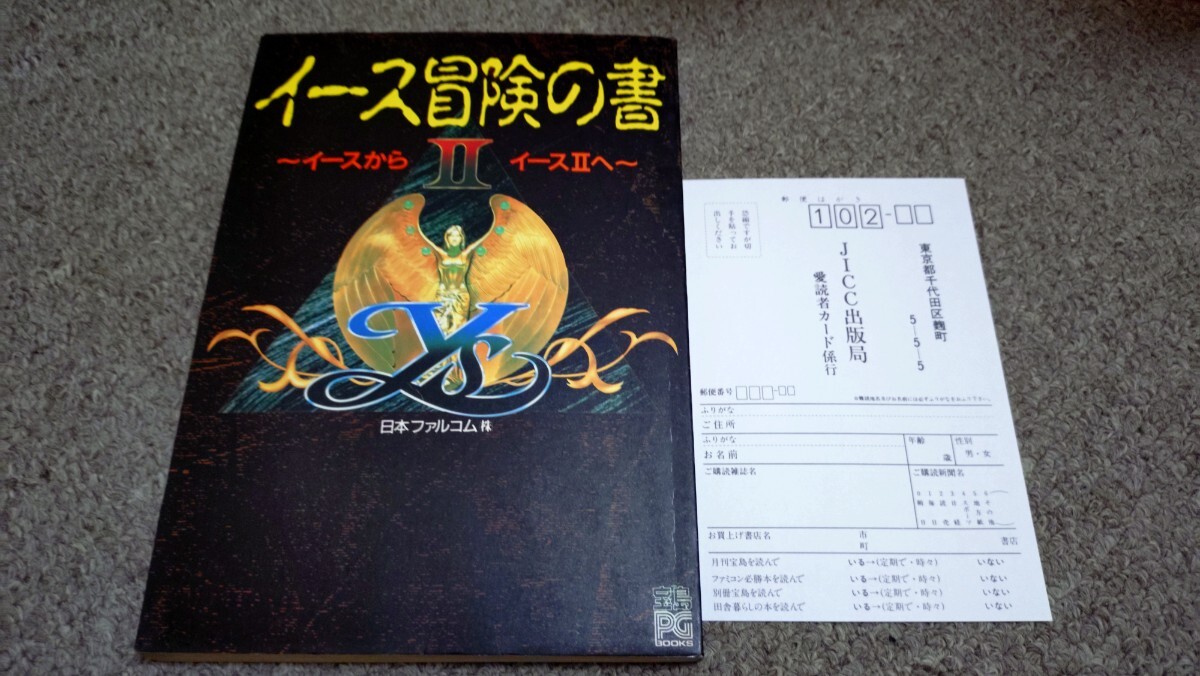 イース冒険の書
〜イースから II イースIIへ〜
Ys
日本ファルコム㈱
PG
BOOKS
郵便はがき
102-
恐縮ですが切
手を貼ってお
出しください
東京都千代田区麹町
5-5-5
JICC出版局
愛読者カード係行
郵便番号
ふりがな
ご住所
ふりがな
お名前
年齢
歳
性別
男・女
ご購読雑誌名
ご購読新聞名
お買上げ書店名
市
町
書店
月刊宝島を読んで いる→(定期で・時々) いない
ファミコン必勝本を読んで いる→(定期で・時々) いない
別冊宝島を読んで いる→(定期で・時々) いない
田舎暮らしの本を読んで いる→(定期で・時々) いない